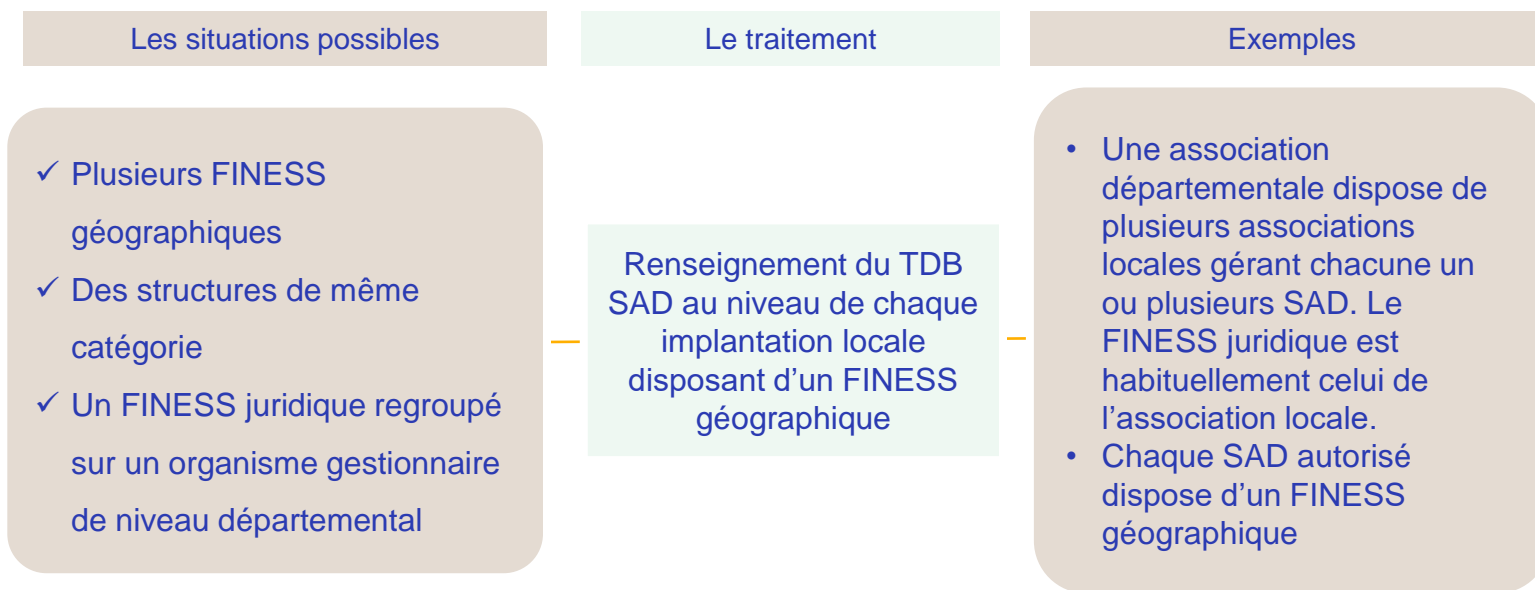 Les situations possibles
Le traitement
Exemples
✓ Plusieurs FINESS
géographiques
✓ Des structures de même
catégorie
✓ Un FINESS juridique regroupé
sur un organisme gestionnaire
de niveau départemental
Renseignement du TDB
SAD au niveau de chaque
implantation locale
disposant d’un FINESS
géographique
• Une association
départementale dispose de
plusieurs associations
locales gérant chacune un
ou plusieurs SAD. Le
FINESS juridique est
habituellement celui de
l’association locale.
• Chaque SAD autorisé
dispose d’un FINESS
géographique